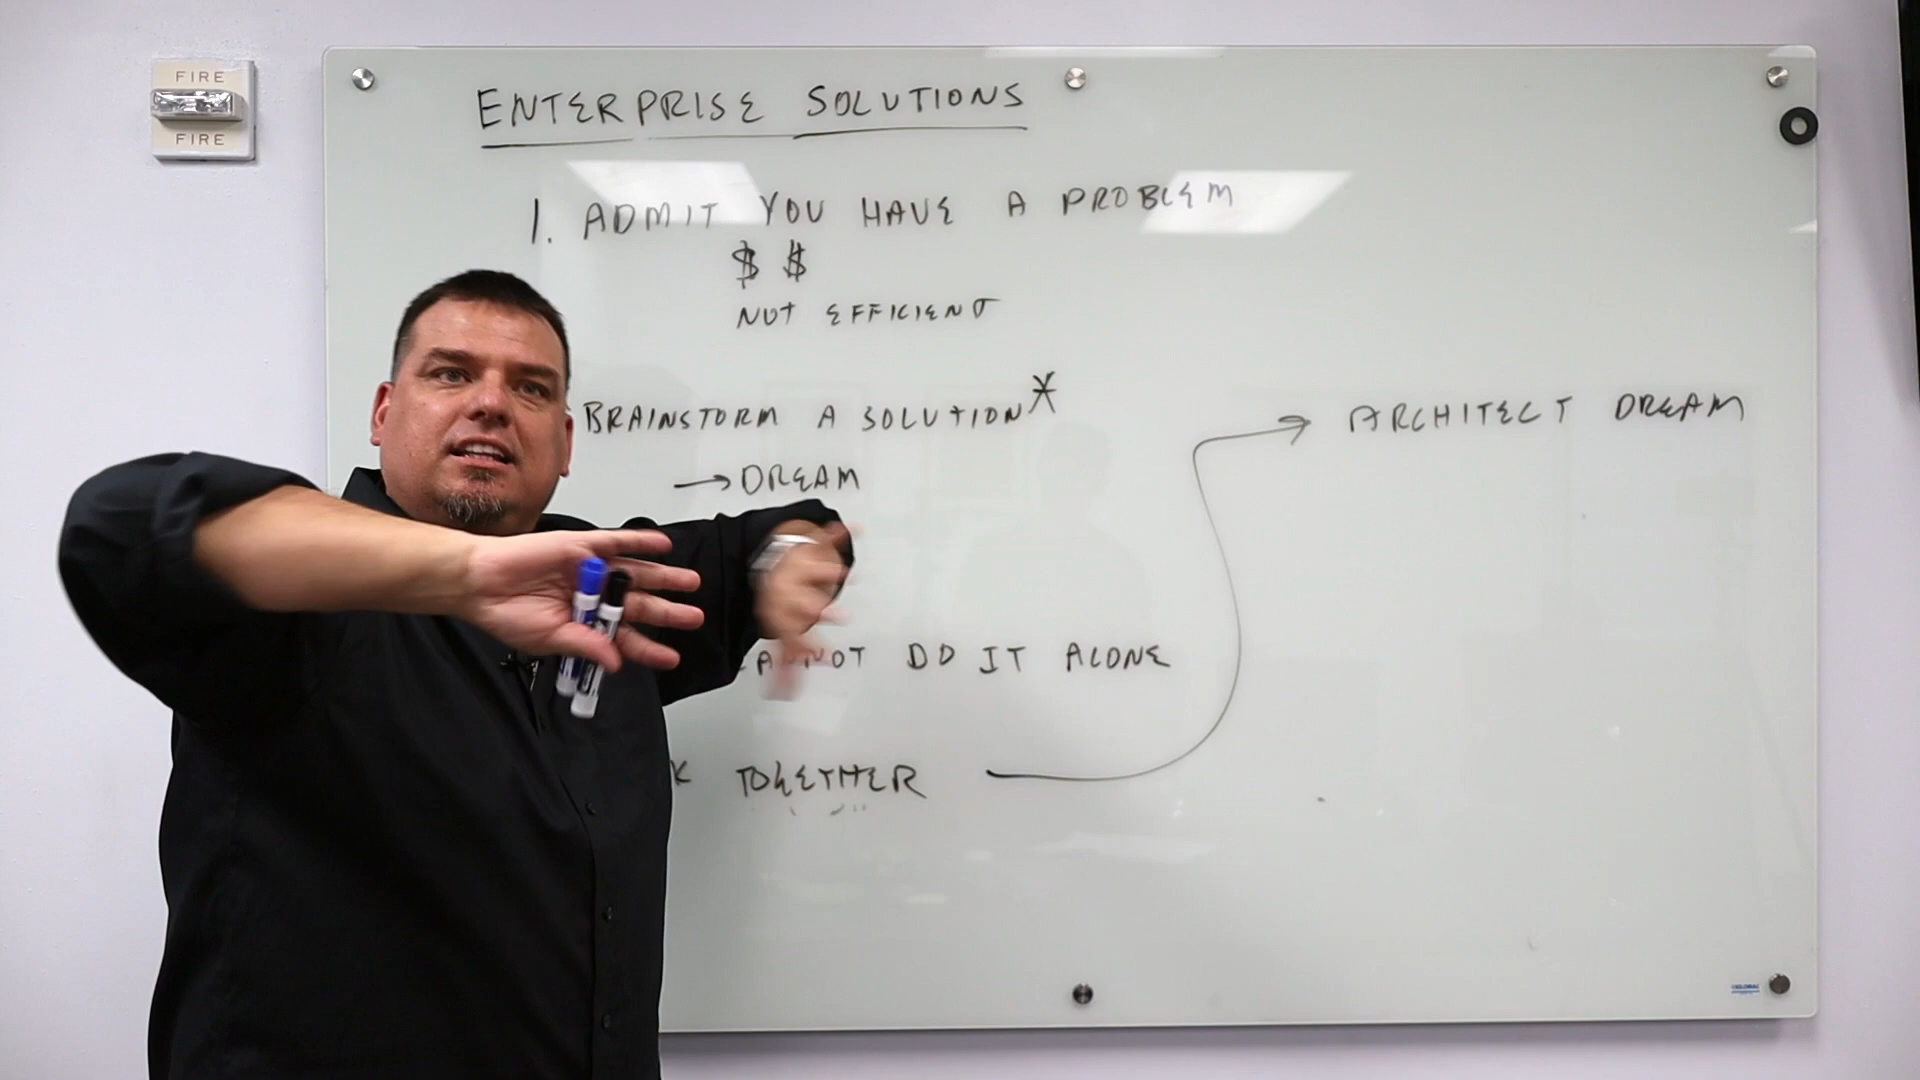 FIRE
FIRE
ENTERPRISE SOLUTIONS
1. ADMIT YOU HAVE A PROBLEM
$ $
NOT EFFICIENT
BRAINSTORM A SOLUTION*
→ DREAM
→ ARCHITECT DREAM
CANNOT DO IT ALONE
K TOGETHER